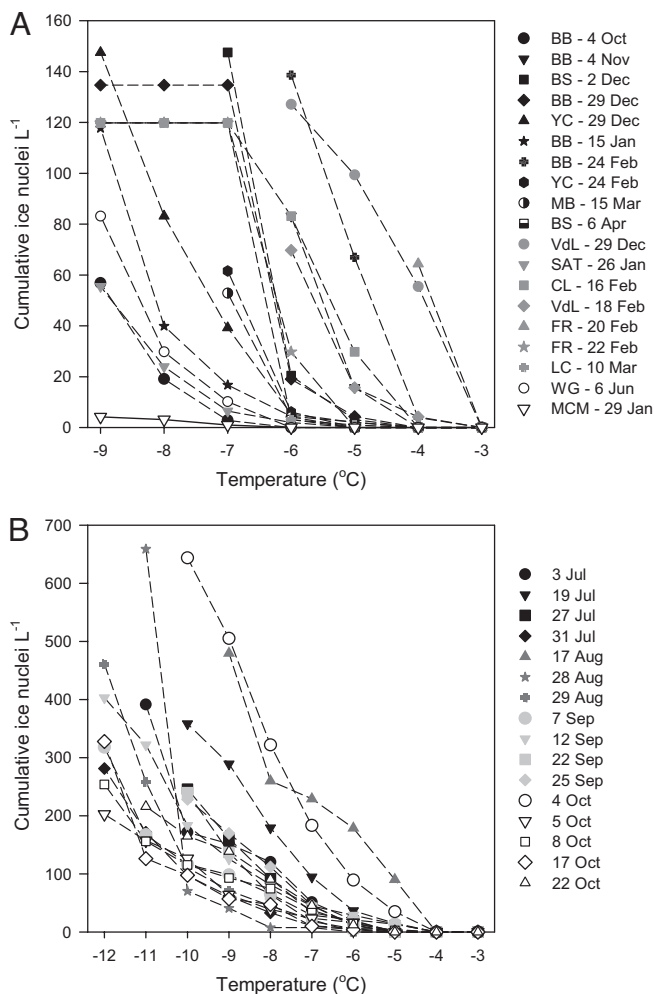 A
160
140
120
100
80
60
40
20
0
Cumulative ice nuclei L-1
-9 -8 -7 -6 -5 -4 -3
Temperature (oC)
BB - 4 Oct
BB - 4 Nov
BS - 2 Dec
BB - 29 Dec
YC - 29 Dec
BB - 15 Jan
BB - 24 Feb
YC - 24 Feb
MB - 15 Mar
BS - 6 Apr
VdL - 29 Dec
SAT - 26 Jan
CL - 16 Feb
VdL - 18 Feb
FR - 20 Feb
FR - 22 Feb
LC - 10 Mar
WG - 6 Jun
MCM - 29 Jan
B
700
600
500
400
300
200
100
0
Cumulative ice nuclei L-1
-12 -11 -10 -9 -8 -7 -6 -5 -4 -3
Temperature (oC)
3 Jul
19 Jul
27 Jul
31 Jul
17 Aug
28 Aug
29 Aug
7 Sep
12 Sep
22 Sep
25 Sep
4 Oct
5 Oct
8 Oct
17 Oct
22 Oct